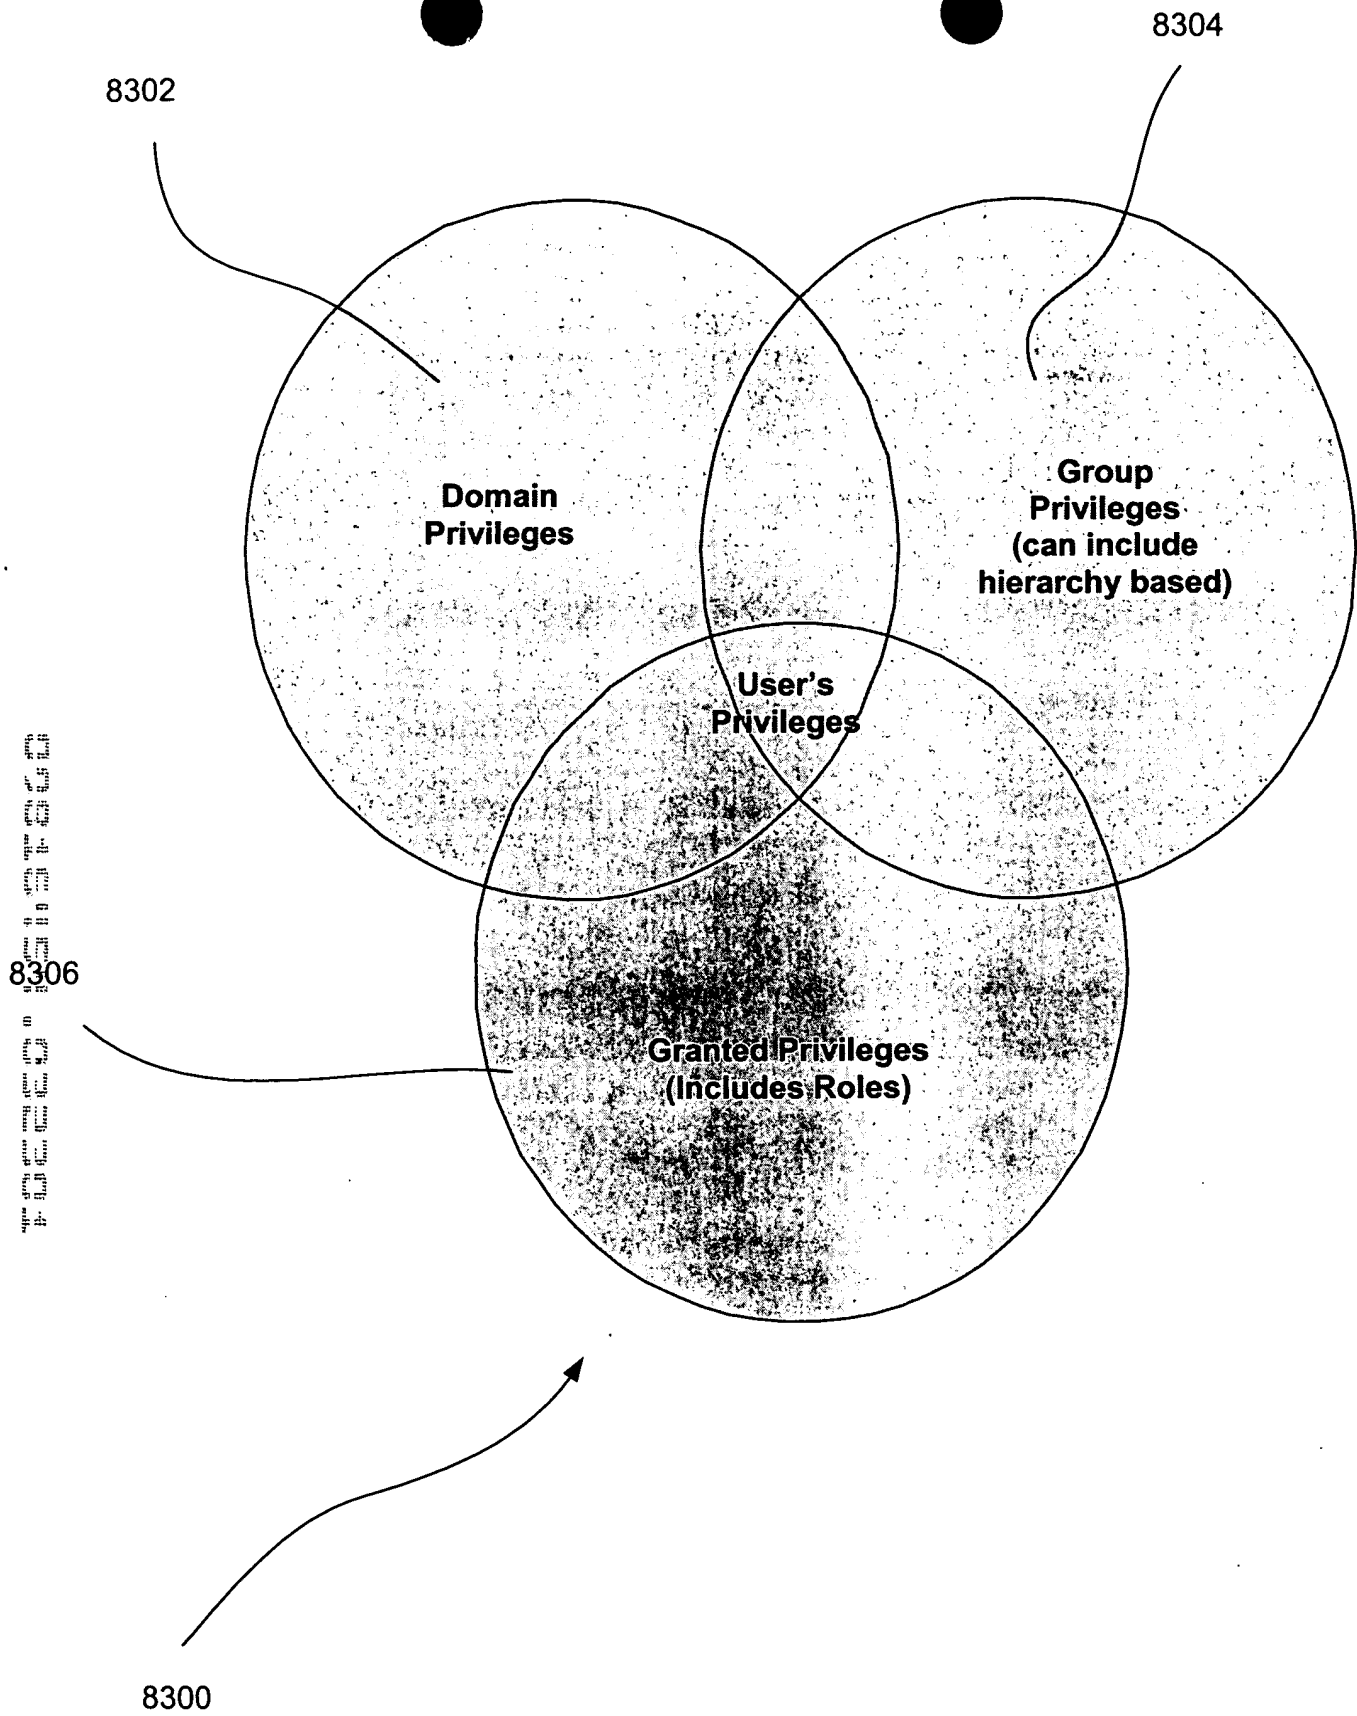 8304
8302
Domain
Privileges
Group
Privileges
(can include
hierarchy based)
User's
Privileges
8306
Granted Privileges
(Includes Roles)
8300